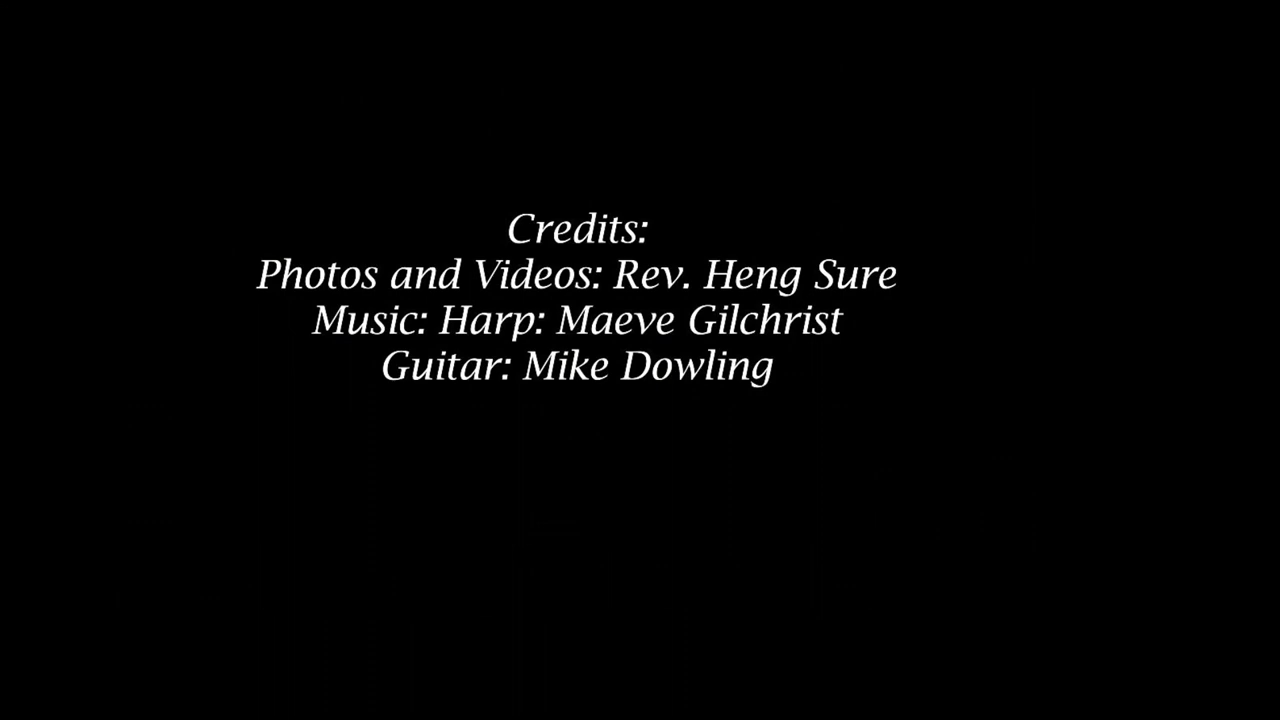 Credits:
Photos and Videos: Rev. Heng Sure
Music: Harp: Maeve Gilchrist
Guitar: Mike Dowling